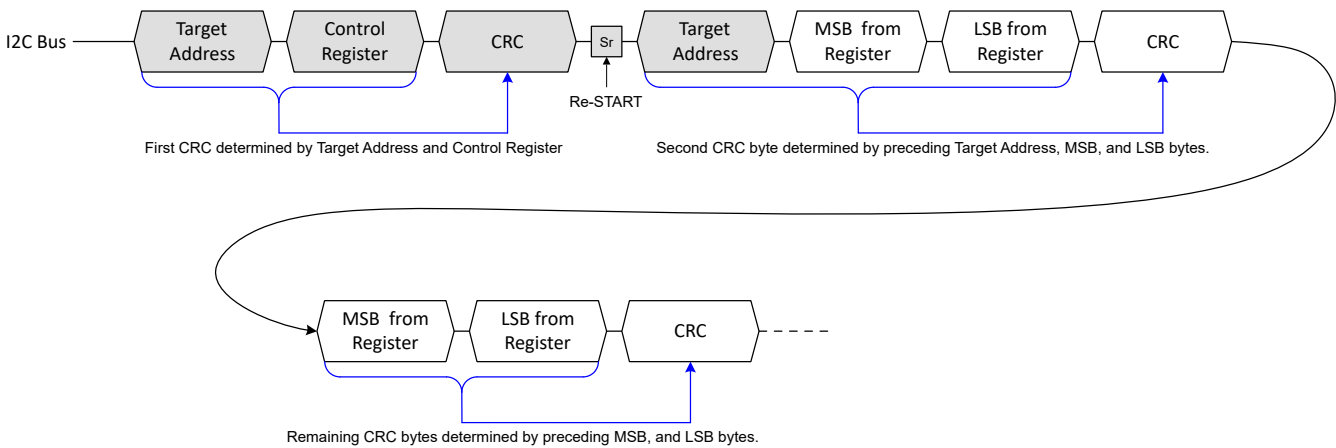 I2C Bus
Target
Address
Control
Register
CRC
Sr
Re-START
Target
Address
MSB from
Register
LSB from
Register
CRC
First CRC determined by Target Address and Control Register
Second CRC byte determined by preceding Target Address, MSB, and LSB bytes.
MSB from
Register
LSB from
Register
CRC
Remaining CRC bytes determined by preceding MSB, and LSB bytes.